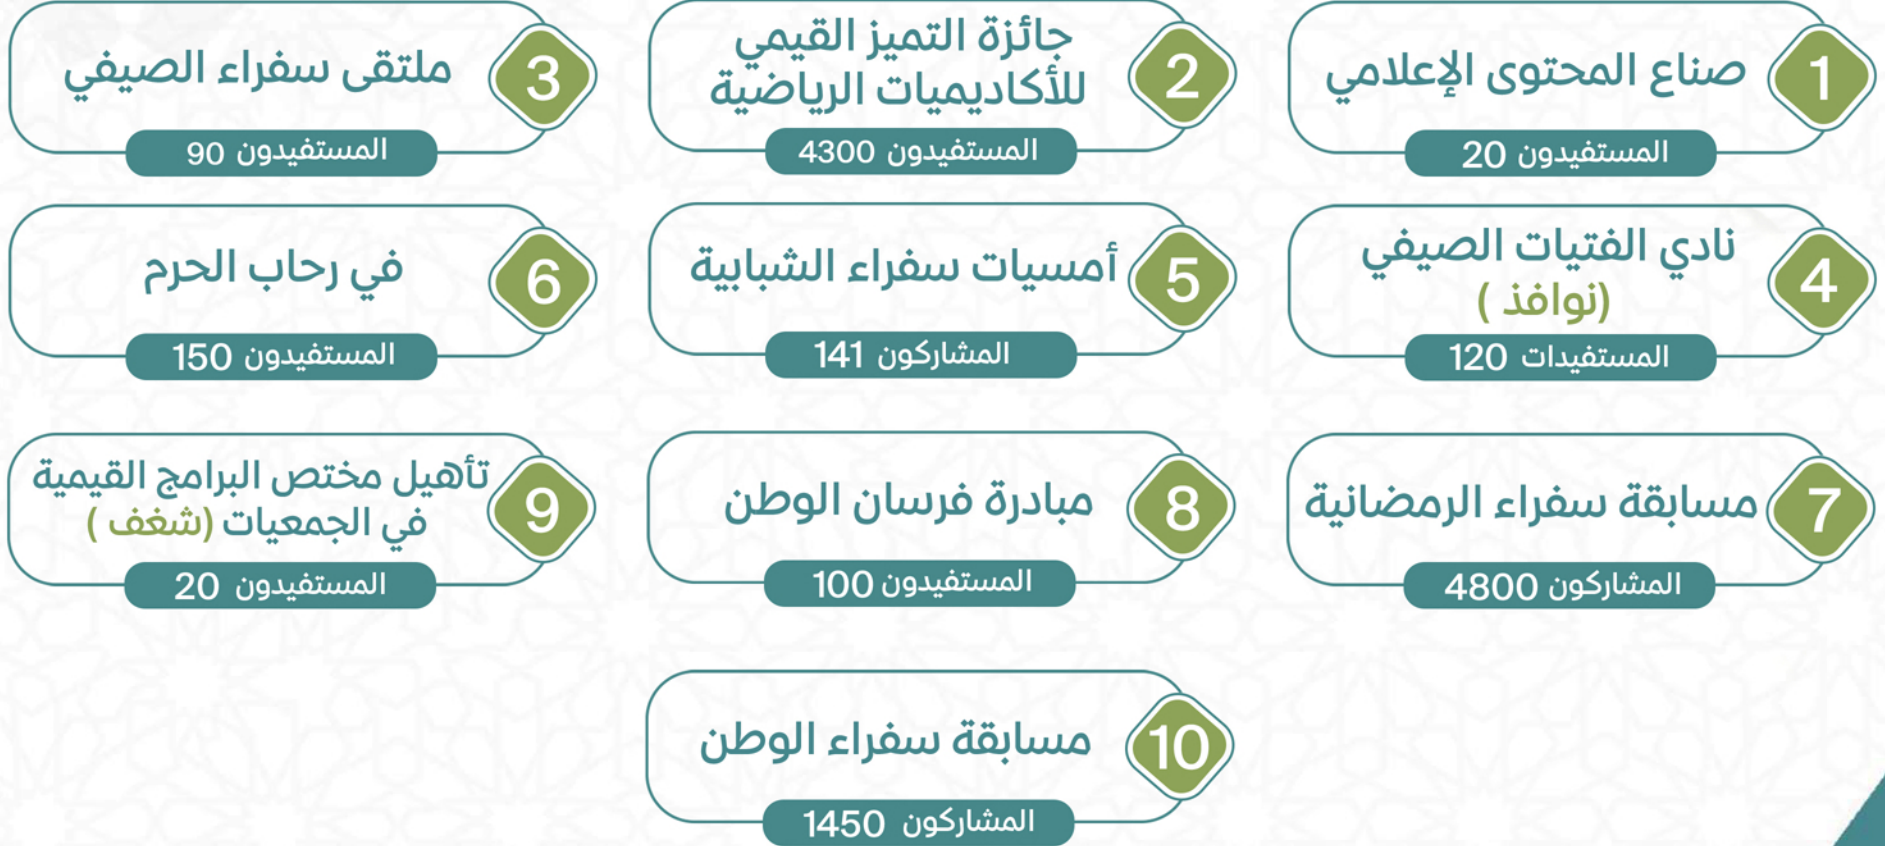 1
صناع المحتوى الإعلامي
المستفيدون 20
2
جائزة التميز القيمي
للأكاديميات الرياضية
المستفيدون 4300
3
ملتقى سفراء الصيفي
المستفيدون 90
4
نادي الفتيات الصيفي
(نوافذ )
المستفيدات 120
5
أمسيات سفراء الشبابية
المشاركون 141
6
في رحاب الحرم
المستفيدون 150
7
مسابقة سفراء الرمضانية
المشاركون 4800
8
مبادرة فرسان الوطن
المستفيدون 100
9
تأهيل مختص البرامج القيمية
في الجمعيات (شغف )
المستفيدون 20
10
مسابقة سفراء الوطن
المشاركون 1450